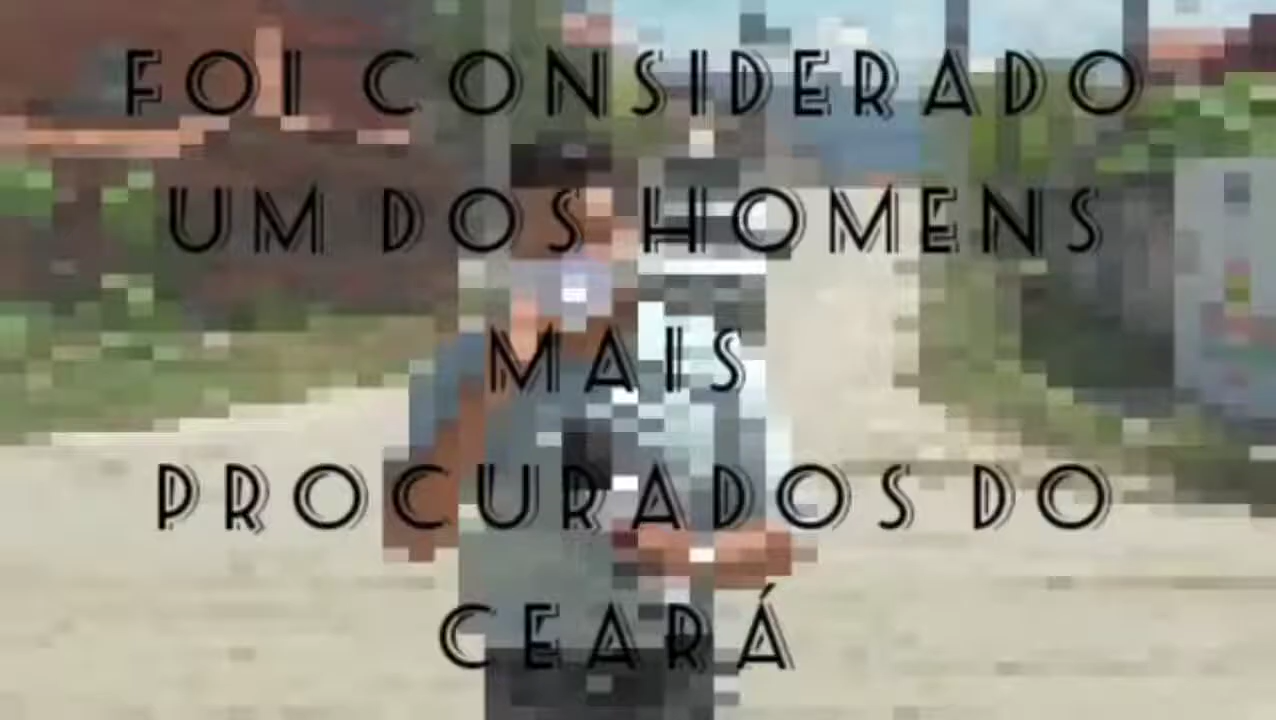 FOI CONSIDERADO
UM DOS HOMENS
MAIS
PROCURADOS DO
CEARÁ